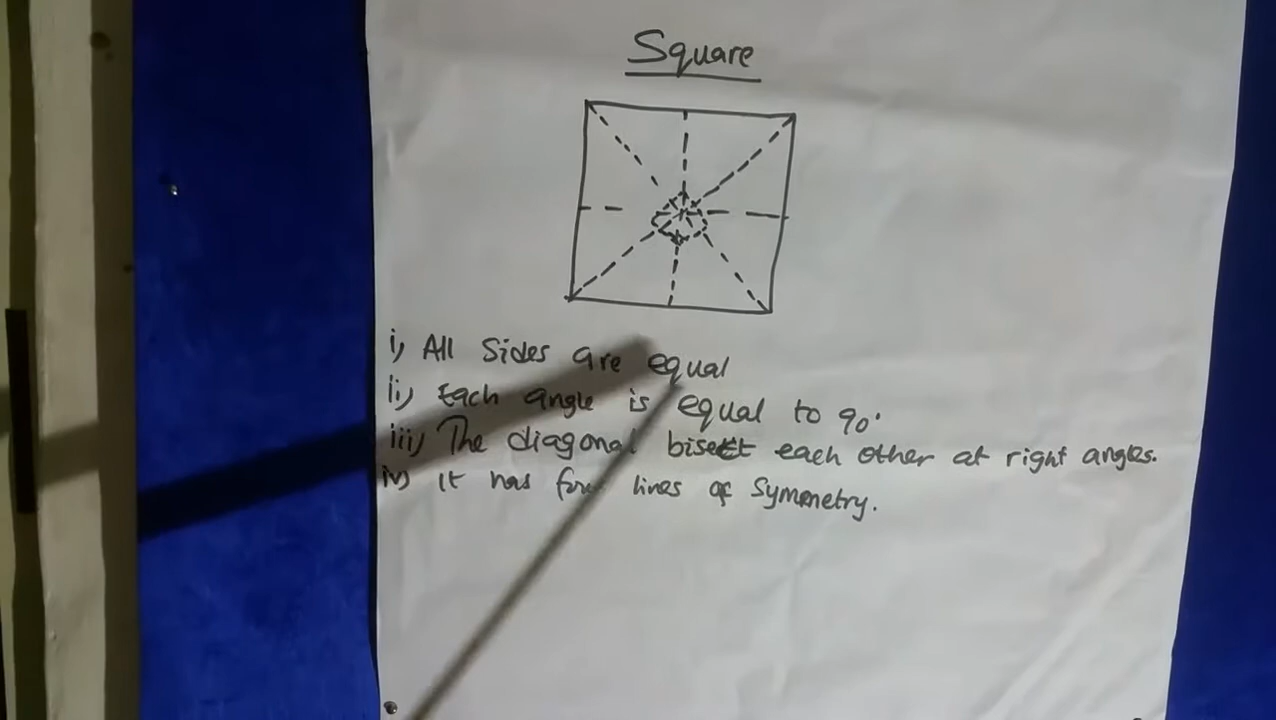 Square
i) All Sides are equal
ii) Each angle is equal to 90°
iii) The diagonal bisect each other at right angles.
iv) It has four lines of Symmetry.